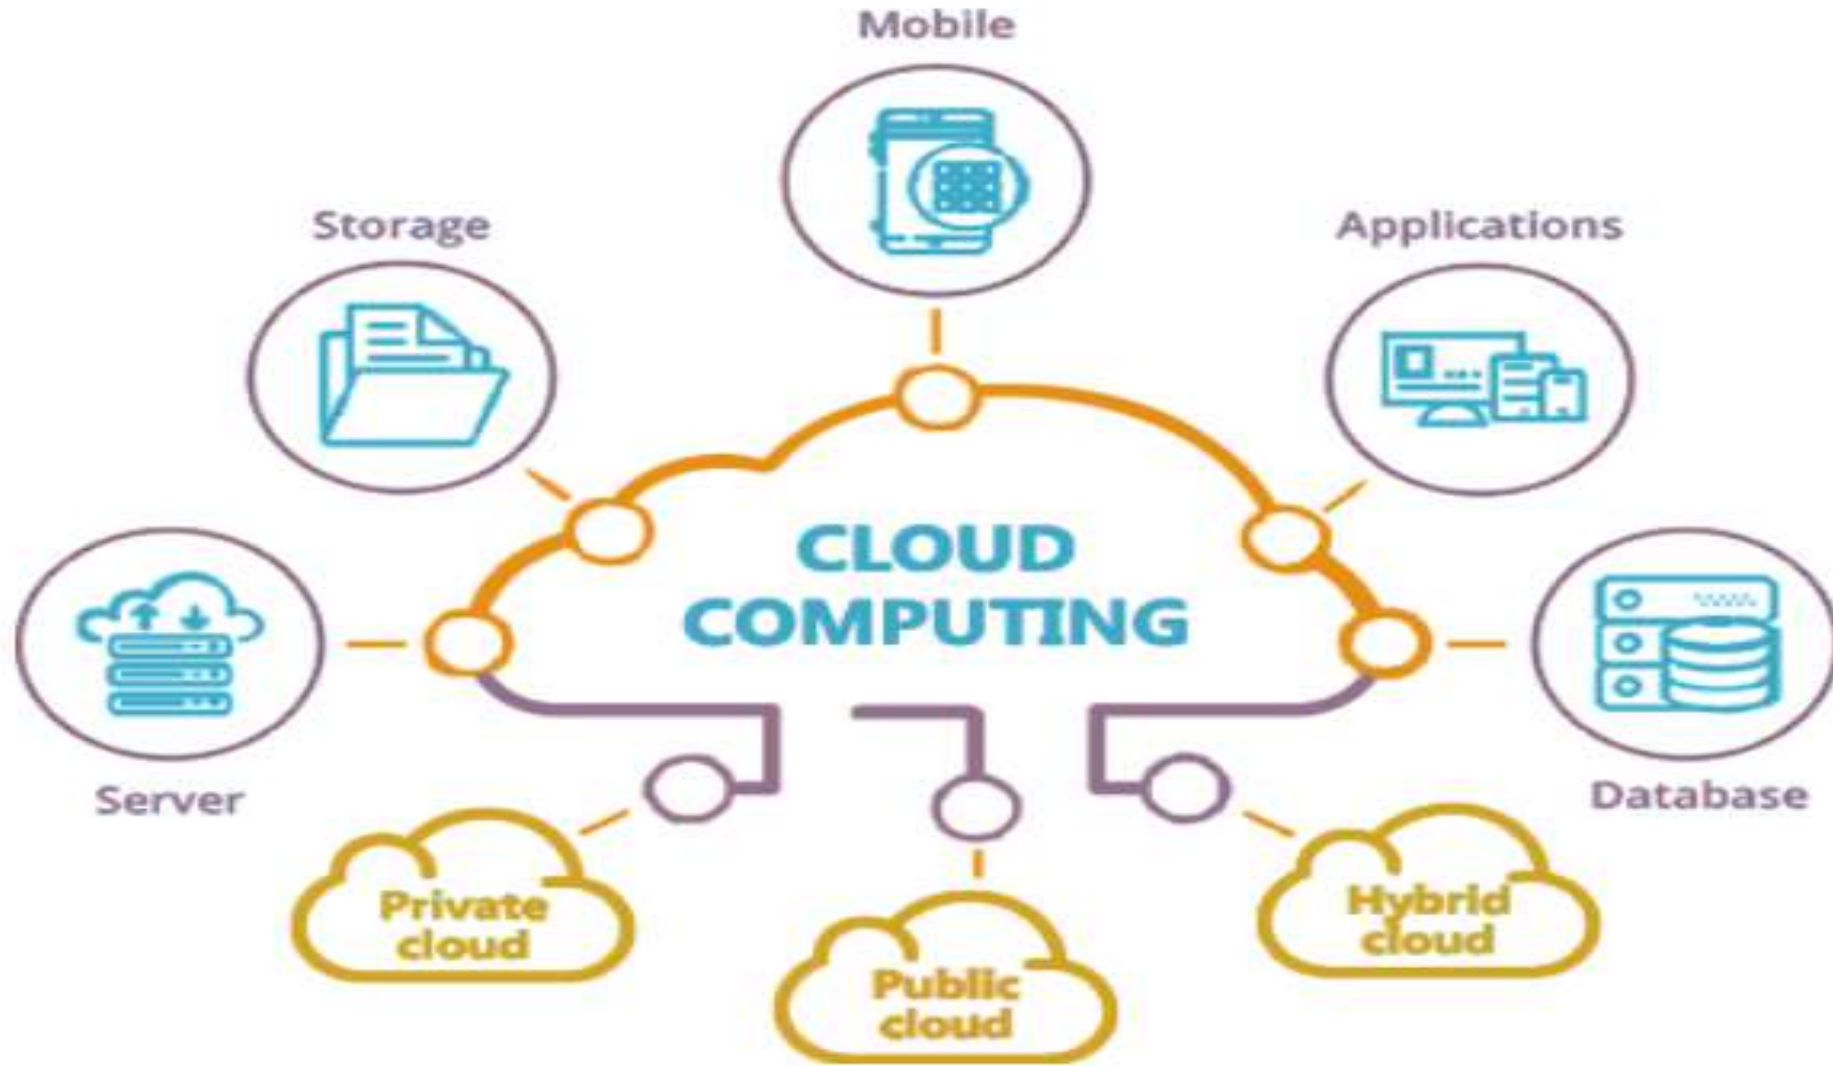 Mobile
Storage
Applications
CLOUD
COMPUTING
Server
Database
Private
cloud
Hybrid
cloud
Public
cloud